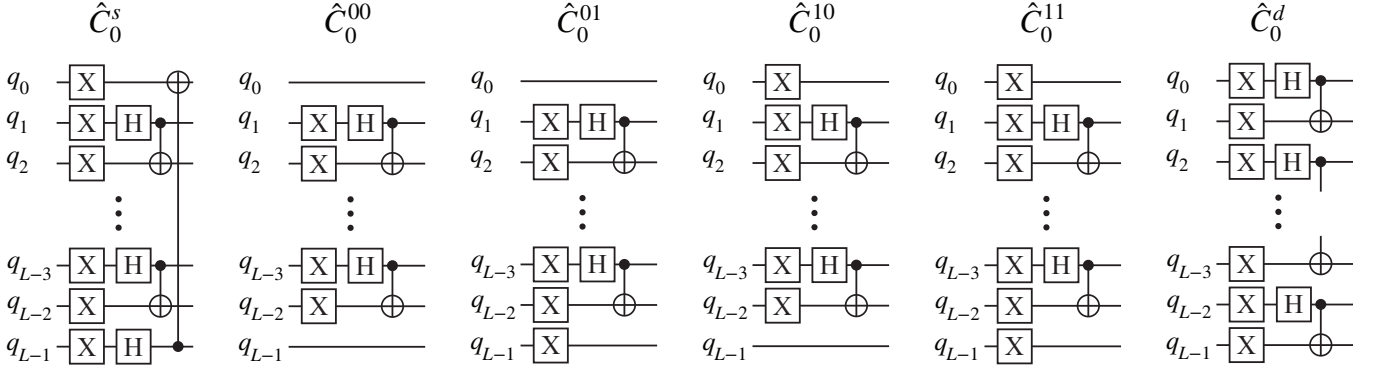 Ĉ₀ˢ Ĉ₀⁰⁰ Ĉ₀⁰¹ Ĉ₀¹⁰ Ĉ₀¹¹ Ĉ₀ᵈ
q₀ X q₀ q₀ q₀ X q₀ X q₀ X H
q₁ X H q₁ X H q₁ X H q₁ X H q₁ X H q₁ X
q₂ X q₂ X q₂ X q₂ X q₂ X q₂ X H
⋮ ⋮ ⋮ ⋮ ⋮ ⋮
q_{L−3} X H q_{L−3} X H q_{L−3} X H q_{L−3} X H q_{L−3} X H q_{L−3} X
q_{L−2} X q_{L−2} X q_{L−2} X q_{L−2} X q_{L−2} X q_{L−2} X H
q_{L−1} X H q_{L−1} q_{L−1} X q_{L−1} q_{L−1} X q_{L−1} X